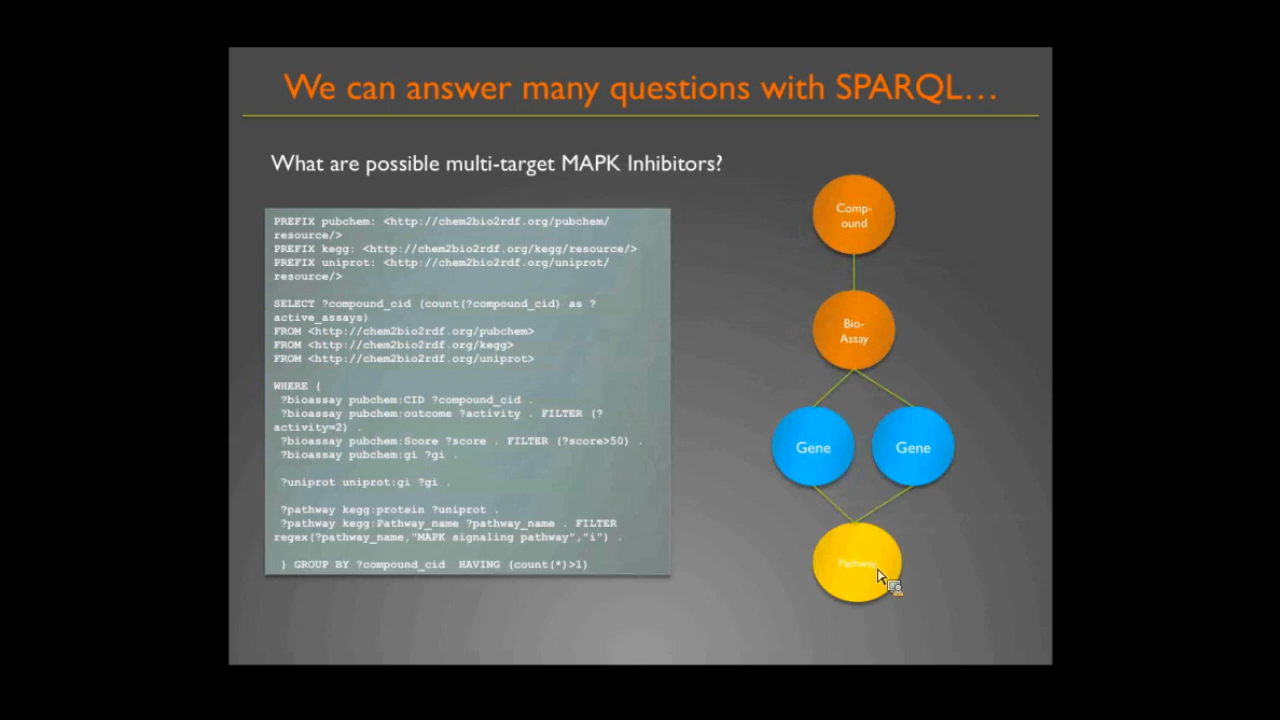 We can answer many questions with SPARQL…
What are possible multi-target MAPK Inhibitors?
PREFIX pubchem: <http://chem2bio2rdf.org/pubchem/
resource/>
PREFIX kegg: <http://chem2bio2rdf.org/kegg/resource/>
PREFIX uniprot: <http://chem2bio2rdf.org/uniprot/
resource/>
SELECT ?compound_cid (count(?compound_cid) as ?
active_assays)
FROM <http://chem2bio2rdf.org/pubchem>
FROM <http://chem2bio2rdf.org/kegg>
FROM <http://chem2bio2rdf.org/uniprot>
WHERE {
?bioassay pubchem:CID ?compound_cid .
?bioassay pubchem:outcome ?activity . FILTER (?
activity=2) .
?bioassay pubchem:Score ?score . FILTER (?score>50) .
?bioassay pubchem:gi ?gi .
?uniprot uniprot:gi ?gi .
?pathway kegg:protein ?uniprot .
?pathway kegg:Pathway_name ?pathway_name . FILTER
regex(?pathway_name,"MAPK signaling pathway","i") .
} GROUP BY ?compound_cid HAVING (count(*)>1)
Comp-
ound
Bio-
Assay
Gene
Gene
Pathway